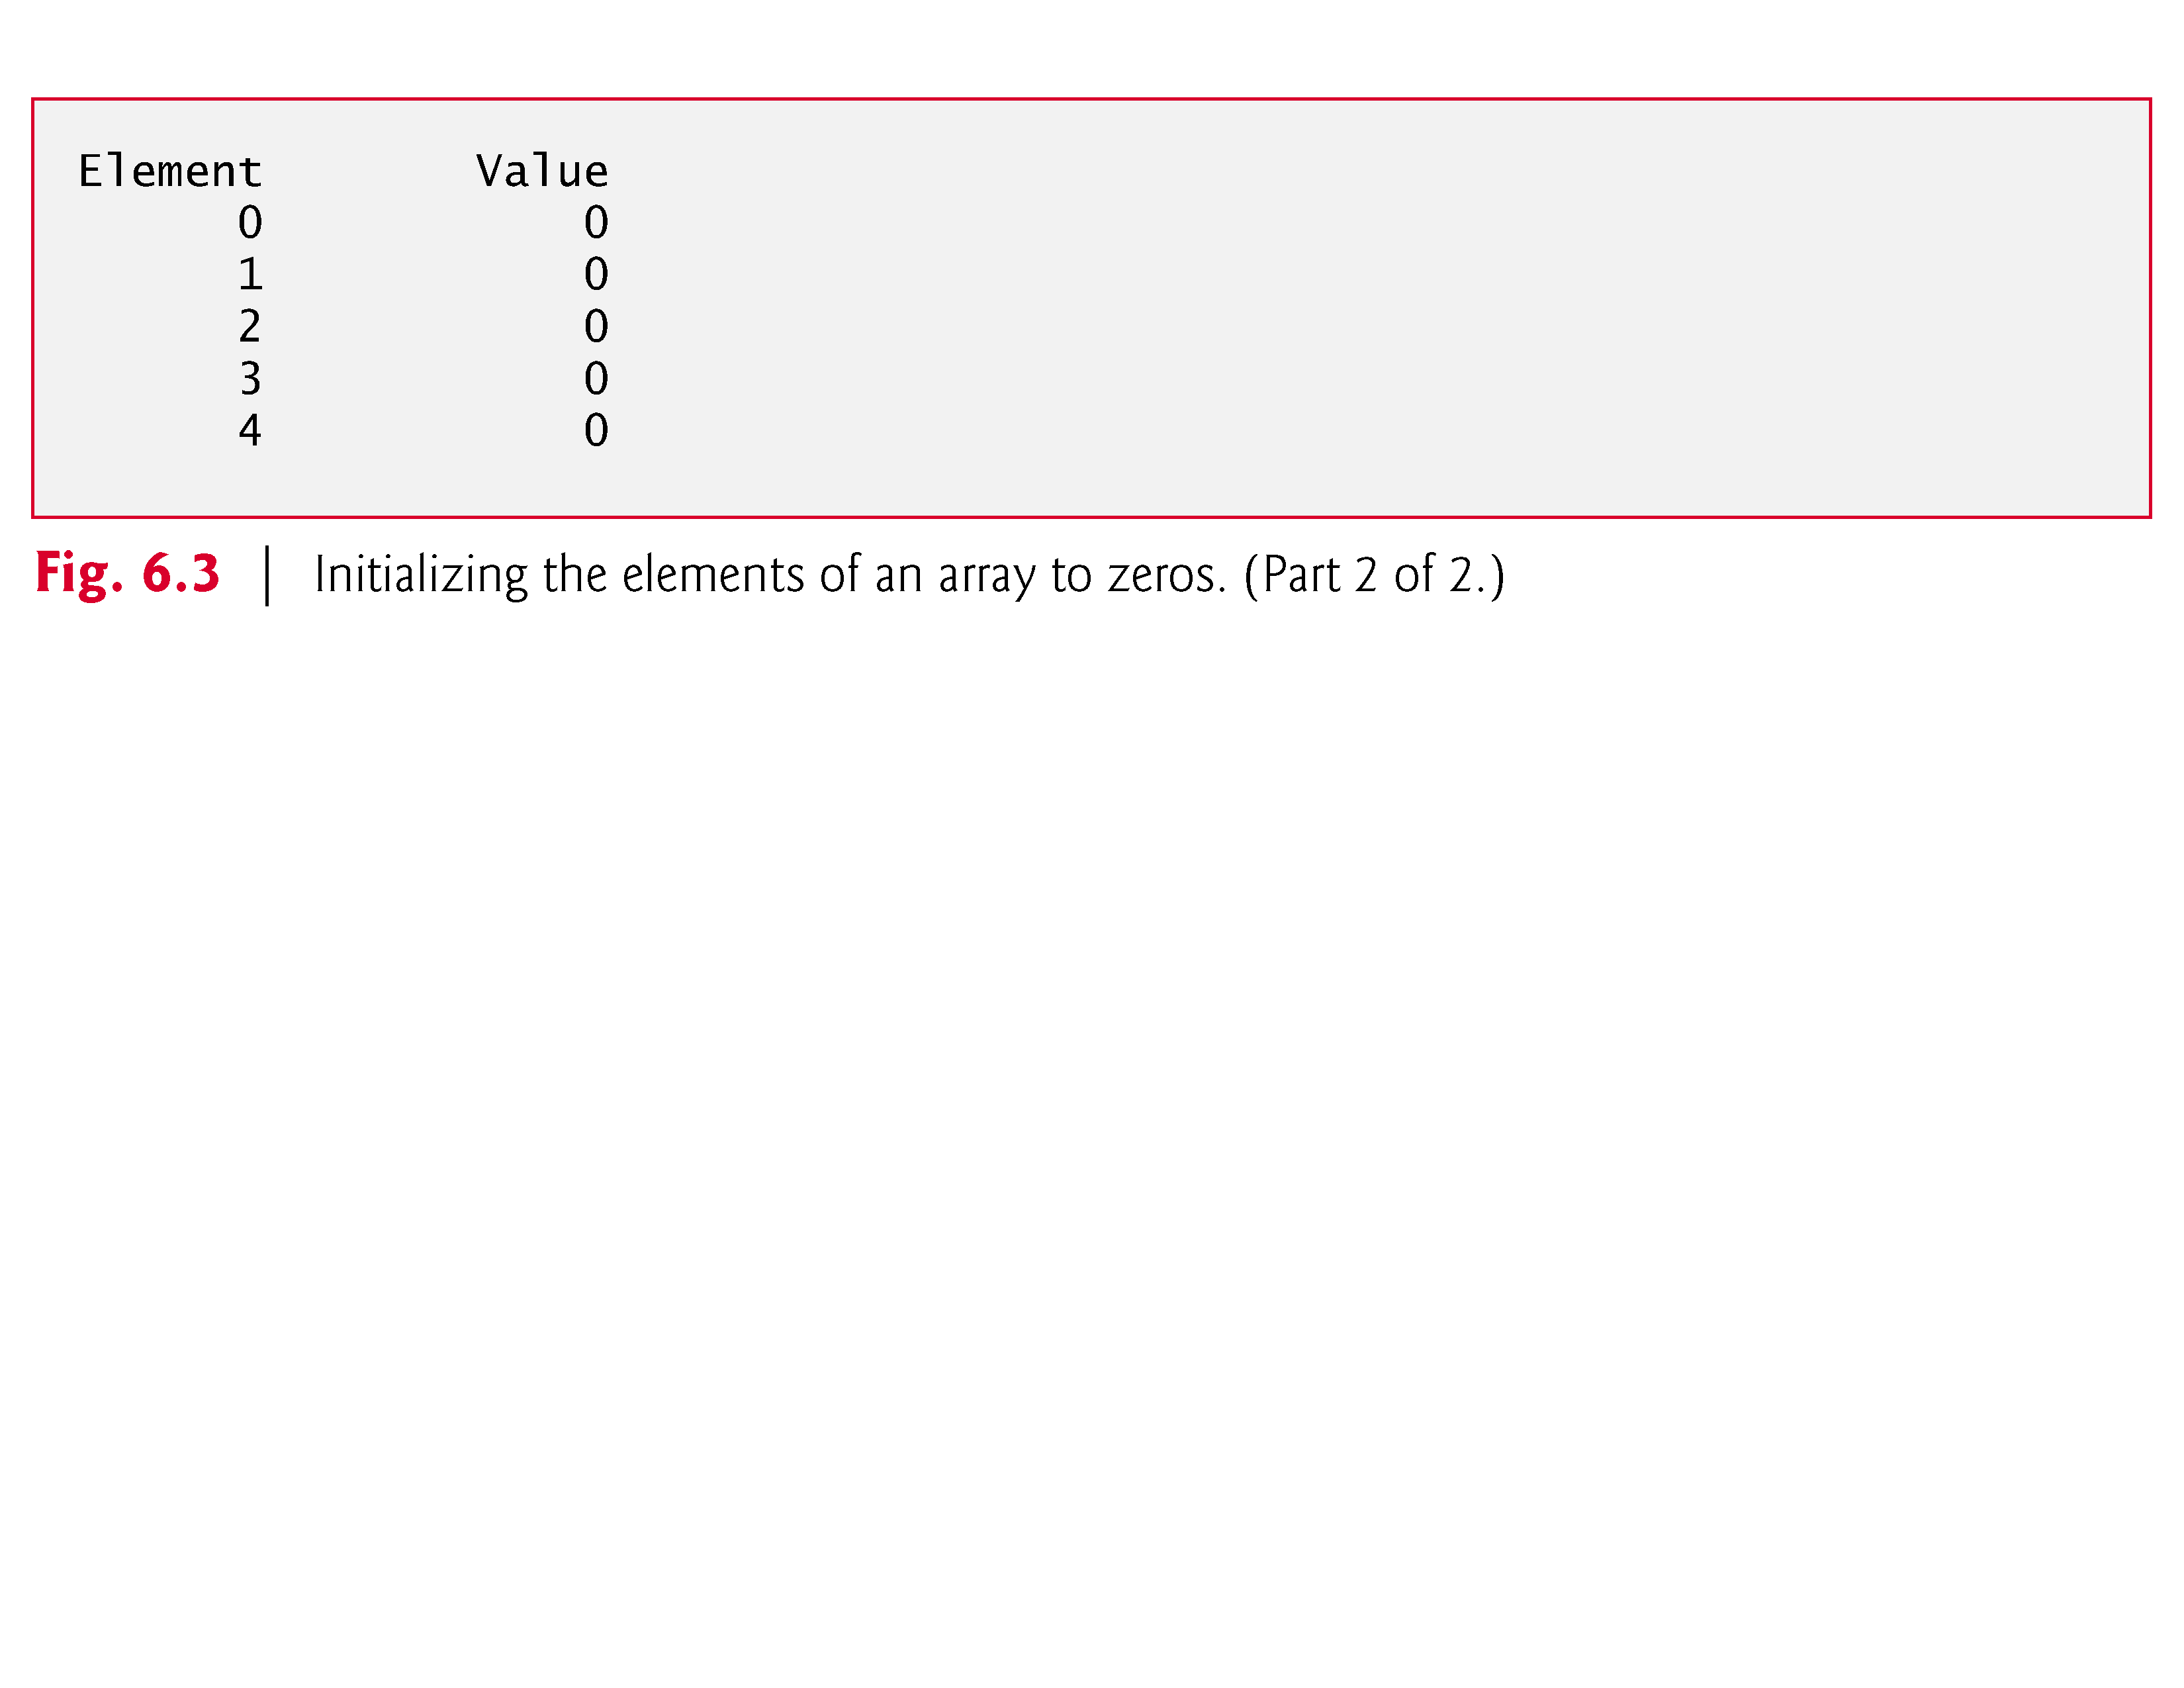 Element        Value
0        0
1        0
2        0
3        0
4        0
Fig. 6.3 | Initializing the elements of an array to zeros. (Part 2 of 2.)